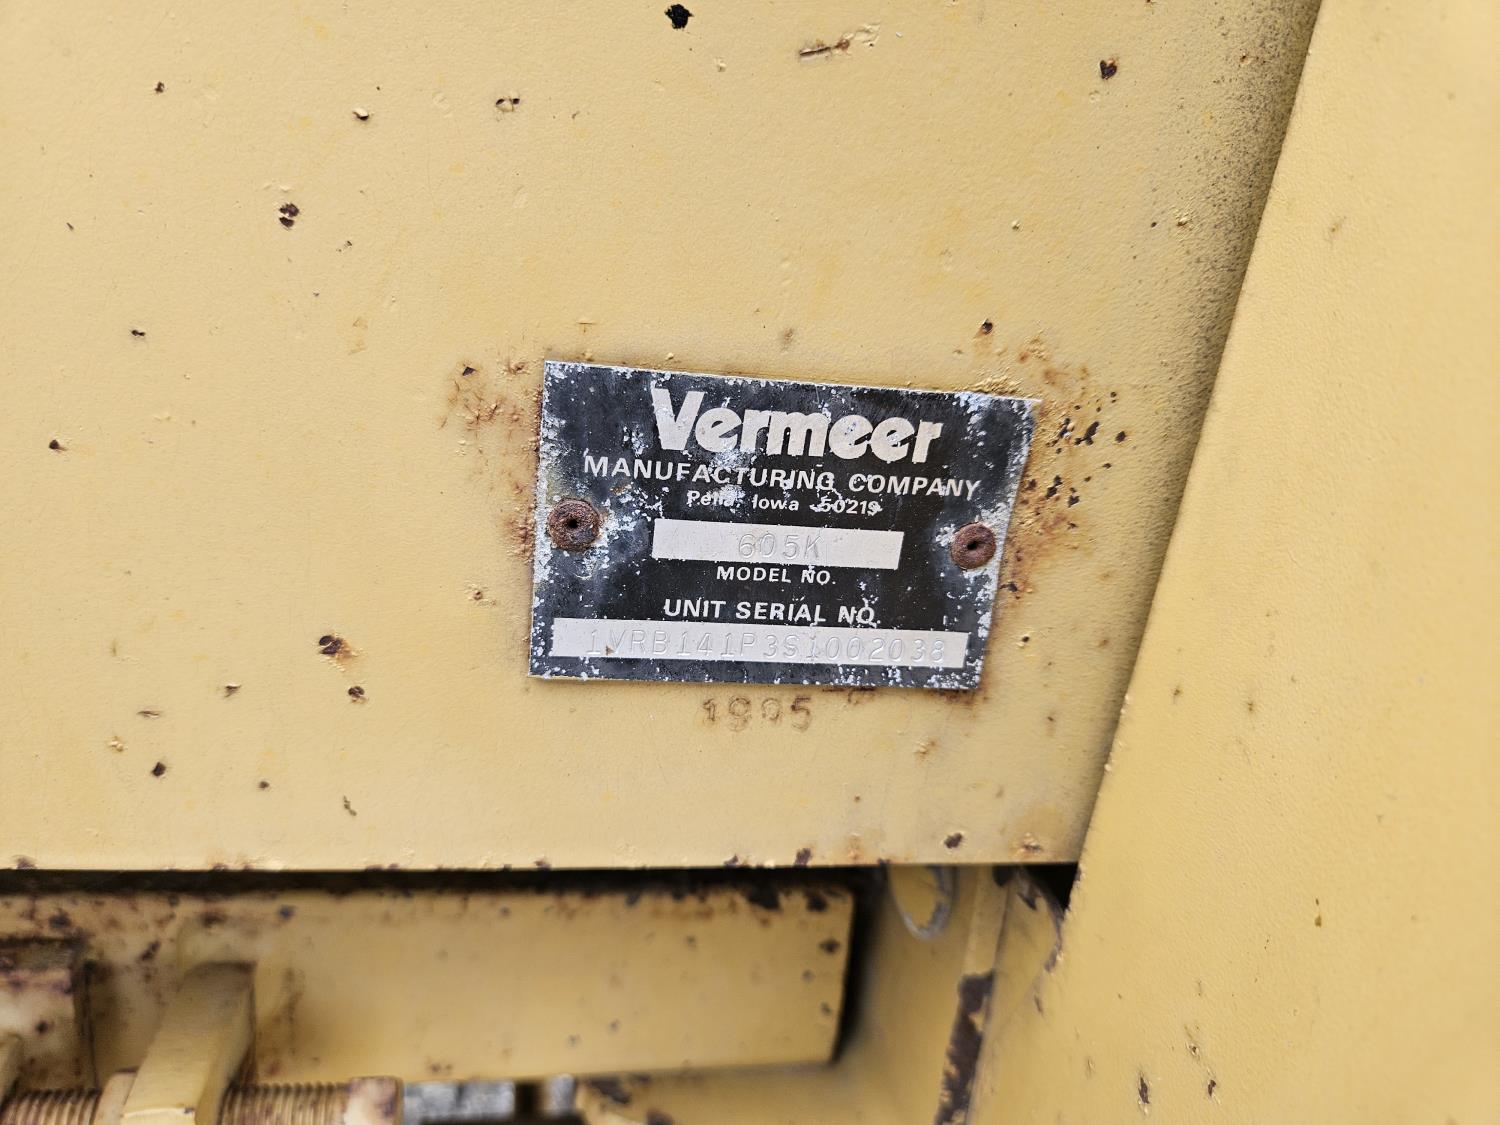 Vermeer
MANUFACTURING COMPANY
Pella, Iowa 50219
605K
MODEL NO.
UNIT SERIAL NO.
1VRB141P3S1002038
1995